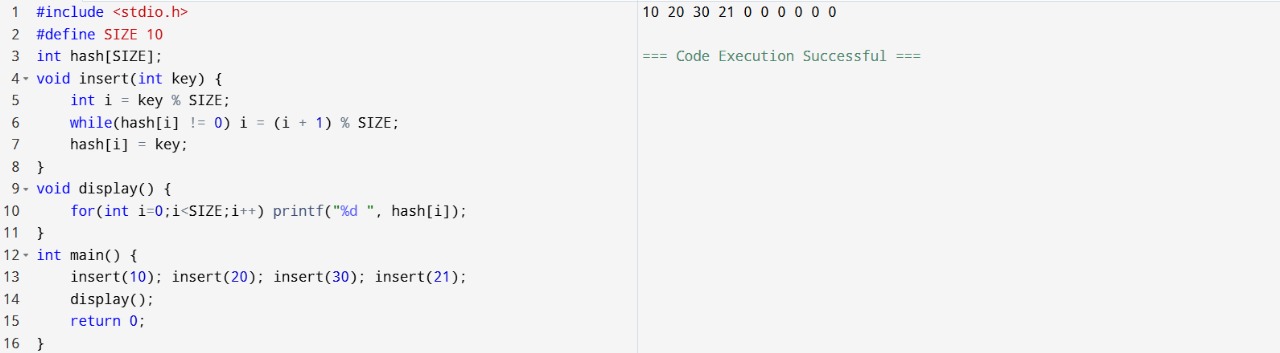 1 #include <stdio.h>
2 #define SIZE 10
3 int hash[SIZE];
4 void insert(int key) {
5     int i = key % SIZE;
6     while(hash[i] != 0) i = (i + 1) % SIZE;
7     hash[i] = key;
8 }
9 void display() {
10     for(int i=0;i<SIZE;i++) printf("%d ", hash[i]);
11 }
12 int main() {
13     insert(10); insert(20); insert(30); insert(21);
14     display();
15     return 0;
16 }
10 20 30 21 0 0 0 0 0 0
=== Code Execution Successful ===